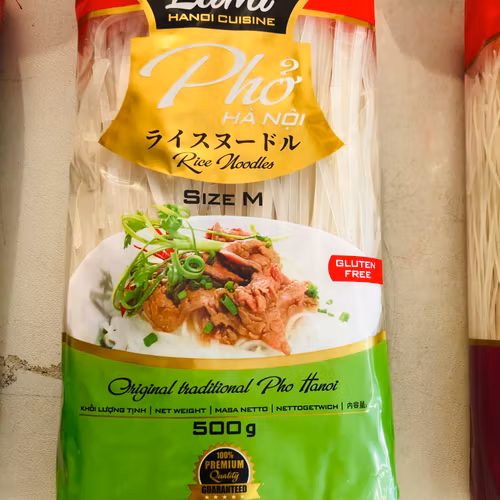 HANOI CUISINE
Phở
HÀ NỘI
ライスヌードル
Rice Noodles
SIZE M
GLUTEN
FREE
Original traditional Pho Hanoi
KHỐI LƯỢNG TỊNH | NET WEIGHT | MASA NETTO | NETTOGETWICH | 内容量:
500g
100%
PREMIUM
Quality
GUARANTEED